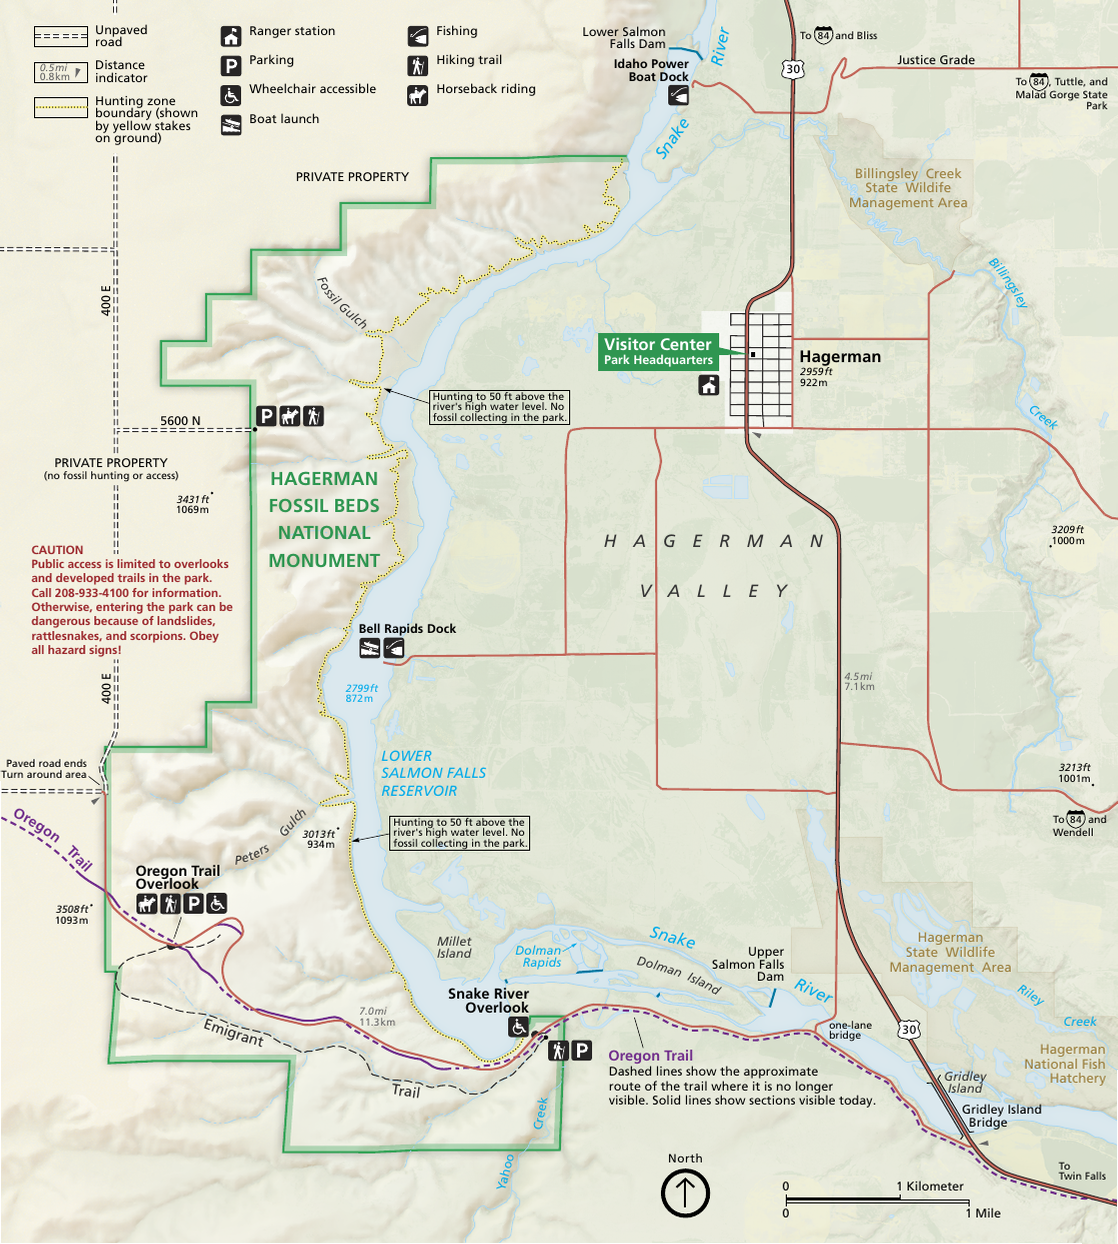 Unpaved
road
0.5mi
0.8km
Distance
indicator
Hunting zone
boundary (shown
by yellow stakes
on ground)
Ranger station
Parking
Wheelchair accessible
Boat launch
Fishing
Hiking trail
Horseback riding
P
Lower Salmon
Falls Dam
Idaho Power
Boat Dock
River
Snake
To 84 and Bliss
30
Justice Grade
To 84, Tuttle, and
Malad Gorge State
Park
PRIVATE PROPERTY
Billingsley Creek
State Wildlife
Management Area
Billingsley
Creek
400 E
Fossil Gulch
Visitor Center
Park Headquarters
Hagerman
2959ft
922m
Hunting to 50 ft above the
river's high water level. No
fossil collecting in the park.
5600 N
P
PRIVATE PROPERTY
(no fossil hunting or access)
HAGERMAN
FOSSIL BEDS
NATIONAL
MONUMENT
3431ft
1069m
HAGERMAN
VALLEY
3209ft
1000m
CAUTION
Public access is limited to overlooks
and developed trails in the park.
Call 208-933-4100 for information.
Otherwise, entering the park can be
dangerous because of landslides,
rattlesnakes, and scorpions. Obey
all hazard signs!
Bell Rapids Dock
400 E
2799ft
872m
4.5mi
7.1km
LOWER
SALMON FALLS
RESERVOIR
Paved road ends
Turn around area
3213ft
1001m
To 84 and
Wendell
Oregon Trail
Peters Gulch
3013ft
934m
Hunting to 50 ft above the
river's high water level. No
fossil collecting in the park.
Oregon Trail
Overlook
P
3508ft
1093m
Millet
Island
Dolman
Rapids
Snake
Dolman Island
Upper
Salmon Falls
Dam
River
Hagerman
State Wildlife
Management Area
Riley
Creek
Snake River
Overlook
P
7.0mi
11.3km
Emigrant
Trail
one-lane
bridge
30
Hagerman
National Fish
Hatchery
Oregon Trail
Dashed lines show the approximate
route of the trail where it is no longer
visible. Solid lines show sections visible today.
Gridley
Island
Gridley Island
Bridge
Yahoo Creek
North
0
1 Kilometer
0
1 Mile
To
Twin Falls